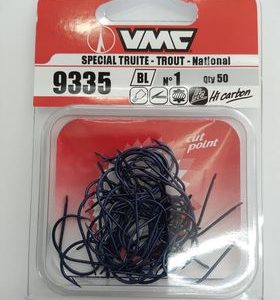 VMC
SPECIAL TRUITE - TROUT - National
9335 BL N° 1 Qty 50
Hi carbon
cut
point